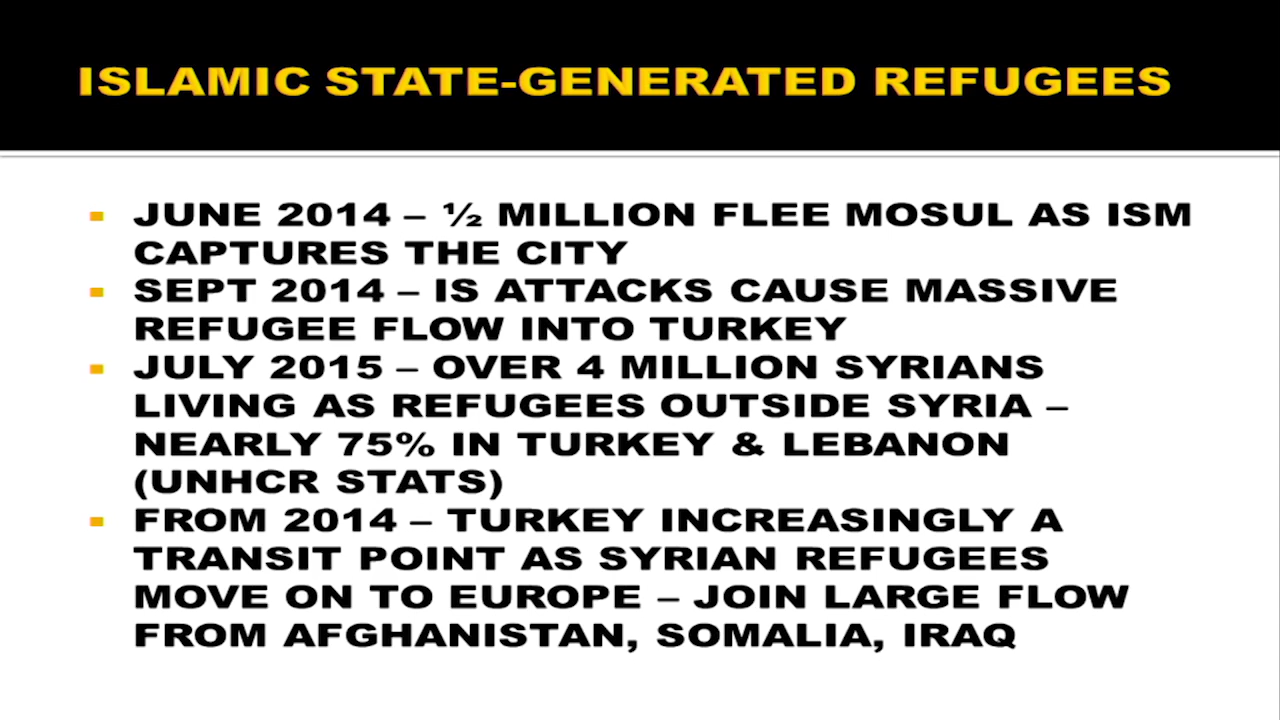 ISLAMIC STATE-GENERATED REFUGEES
▪ JUNE 2014 – ½ MILLION FLEE MOSUL AS ISM
CAPTURES THE CITY
▪ SEPT 2014 – IS ATTACKS CAUSE MASSIVE
REFUGEE FLOW INTO TURKEY
▪ JULY 2015 – OVER 4 MILLION SYRIANS
LIVING AS REFUGEES OUTSIDE SYRIA –
NEARLY 75% IN TURKEY & LEBANON
(UNHCR STATS)
▪ FROM 2014 – TURKEY INCREASINGLY A
TRANSIT POINT AS SYRIAN REFUGEES
MOVE ON TO EUROPE – JOIN LARGE FLOW
FROM AFGHANISTAN, SOMALIA, IRAQ